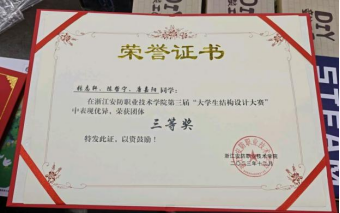 荣誉证书
同学：
在浙江安防职业技术学院第三届“大学生结构设计大赛”
中表现优异，荣获团体
三等奖
特发此证，以资鼓励！
浙江安防职业技术学院
DIY
STEAM